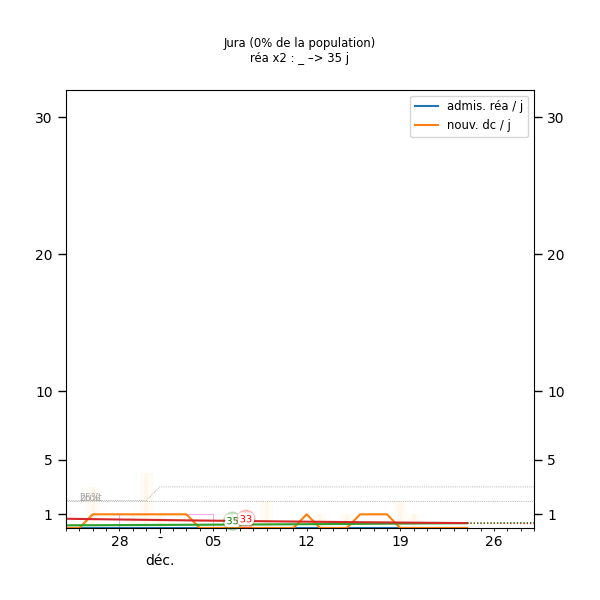 Jura (0% de la population)
réa x2 : _ –> 35 j
admis. réa / j
nouv. dc / j
30 30
20 20
10 10
5 5
1 1
35 33
28 - 05 12 19 26
déc.